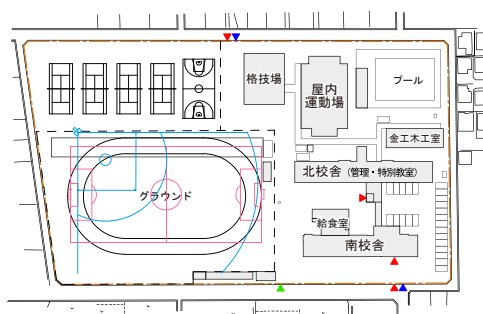 格技場
屋内
運動場
プール
金工木工室
北校舎（管理・特別教室）
グラウンド
給食室
南校舎